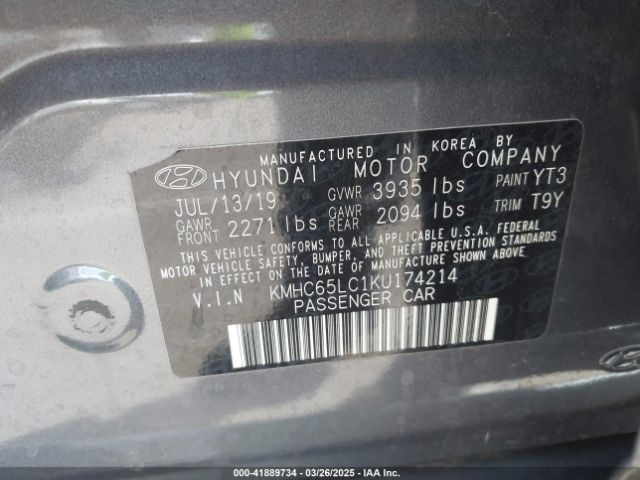 MANUFACTURED IN KOREA BY
HYUNDAI MOTOR COMPANY
JUL/13/19 GVWR 3935 lbs PAINT YT3
GAWR FRONT 2271 lbs GAWR REAR 2094 lbs TRIM T9Y
THIS VEHICLE CONFORMS TO ALL APPLICABLE U.S.A. FEDERAL
MOTOR VEHICLE SAFETY, BUMPER, AND THEFT PREVENTION STANDARDS
IN EFFECT ON THE DATE OF MANUFACTURE SHOWN ABOVE.
V.I.N KMHC65LC1KU174214
PASSENGER CAR
000-41889734 — 03/26/2025 — IAA Inc.